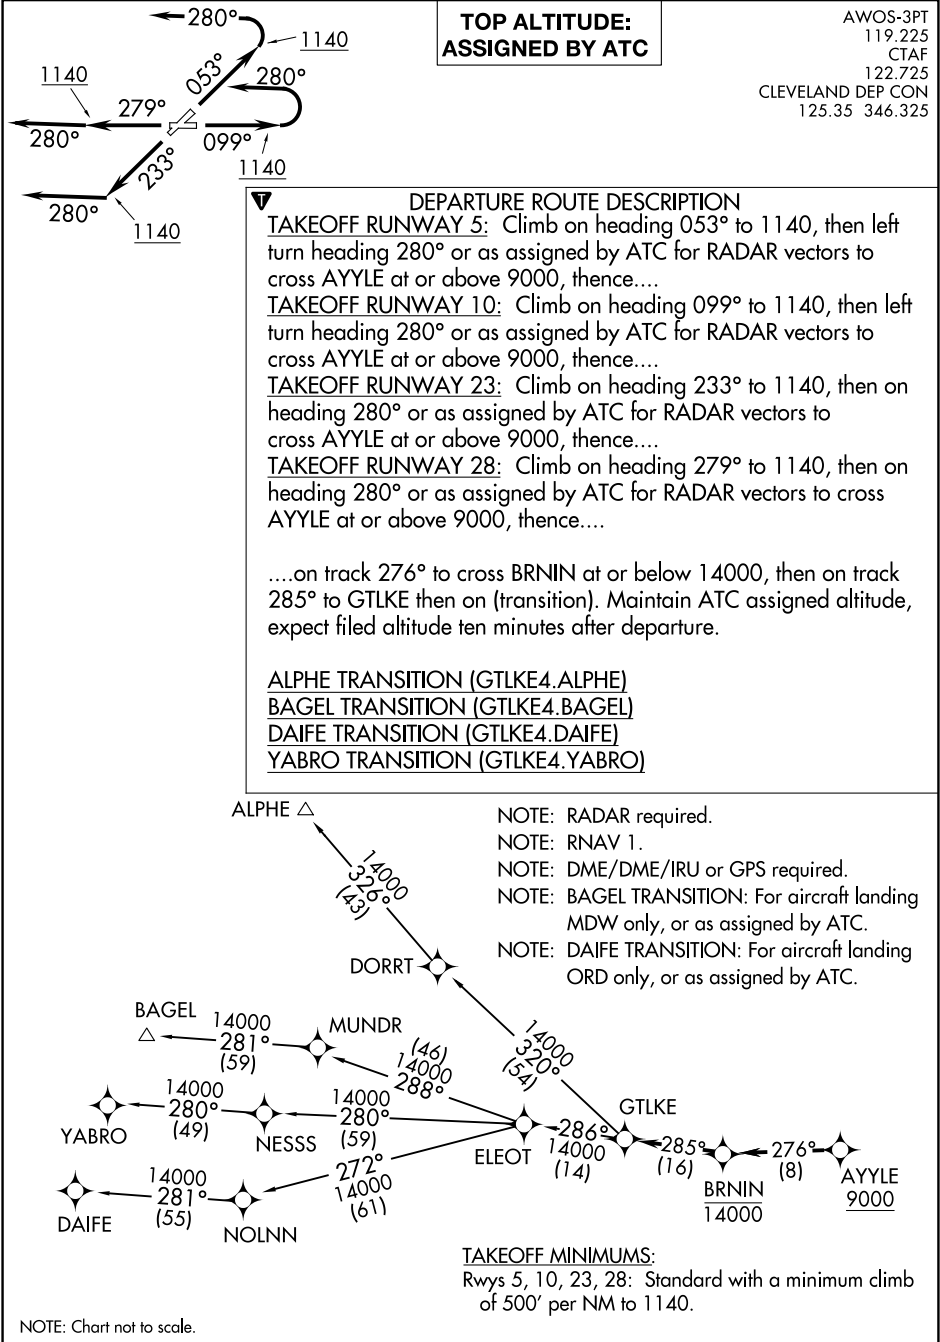 TOP ALTITUDE:
ASSIGNED BY ATC
AWOS-3PT
119.225
CTAF
122.725
CLEVELAND DEP CON
125.35 346.325
280°
1140
053°
280°
1140
279°
280°
099°
1140
233°
280°
1140
T
DEPARTURE ROUTE DESCRIPTION
TAKEOFF RUNWAY 5: Climb on heading 053° to 1140, then left
turn heading 280° or as assigned by ATC for RADAR vectors to
cross AYYLE at or above 9000, thence....
TAKEOFF RUNWAY 10: Climb on heading 099° to 1140, then left
turn heading 280° or as assigned by ATC for RADAR vectors to
cross AYYLE at or above 9000, thence....
TAKEOFF RUNWAY 23: Climb on heading 233° to 1140, then on
heading 280° or as assigned by ATC for RADAR vectors to
cross AYYLE at or above 9000, thence....
TAKEOFF RUNWAY 28: Climb on heading 279° to 1140, then on
heading 280° or as assigned by ATC for RADAR vectors to cross
AYYLE at or above 9000, thence....
....on track 276° to cross BRNIN at or below 14000, then on track
285° to GTLKE then on (transition). Maintain ATC assigned altitude,
expect filed altitude ten minutes after departure.
ALPHE TRANSITION (GTLKE4.ALPHE)
BAGEL TRANSITION (GTLKE4.BAGEL)
DAIFE TRANSITION (GTLKE4.DAIFE)
YABRO TRANSITION (GTLKE4.YABRO)
NOTE: RADAR required.
NOTE: RNAV 1.
NOTE: DME/DME/IRU or GPS required.
NOTE: BAGEL TRANSITION: For aircraft landing
MDW only, or as assigned by ATC.
NOTE: DAIFE TRANSITION: For aircraft landing
ORD only, or as assigned by ATC.
ALPHE
14000
326°
(43)
DORRT
14000
320°
(54)
BAGEL
14000
281°
(59)
MUNDR
(46)
14000
288°
YABRO
14000
280°
(49)
NESSS
14000
280°
(59)
ELEOT
286°
14000
(14)
GTLKE
285°
(16)
BRNIN
14000
276°
(8)
AYYLE
9000
272°
14000
(61)
DAIFE
14000
281°
(55)
NOLNN
TAKEOFF MINIMUMS:
Rwys 5, 10, 23, 28: Standard with a minimum climb
of 500' per NM to 1140.
NOTE: Chart not to scale.